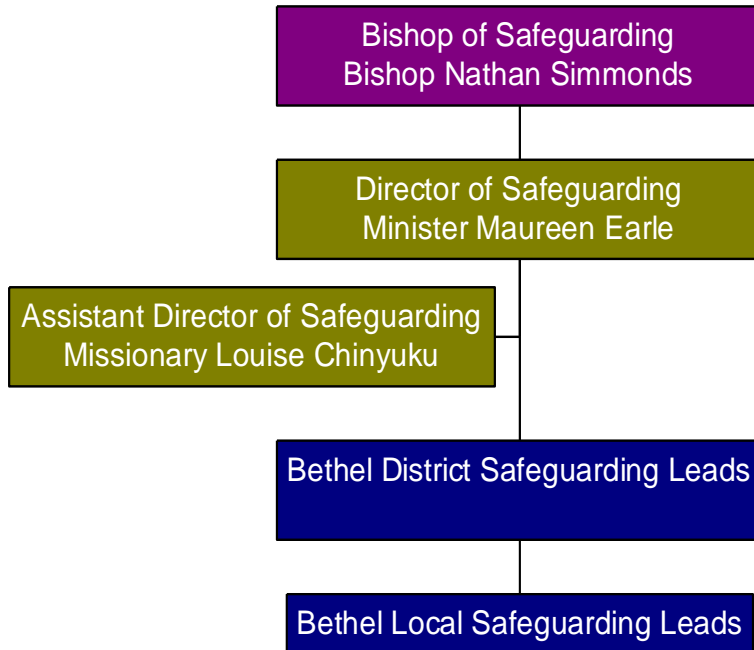 Bishop of Safeguarding
Bishop Nathan Simmonds
Director of Safeguarding
Minister Maureen Earle
Assistant Director of Safeguarding
Missionary Louise Chinyuku
Bethel District Safeguarding Leads
Bethel Local Safeguarding Leads